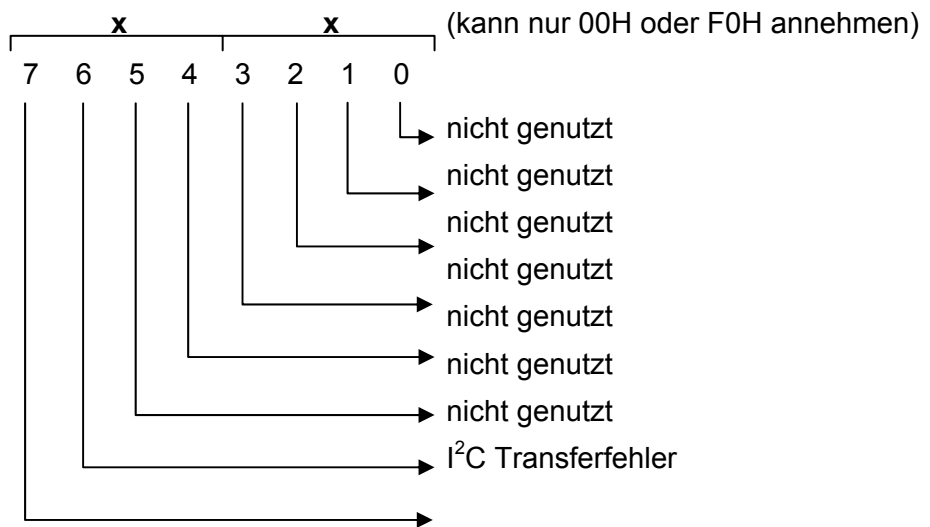 x x (kann nur 00H oder F0H annehmen)
7 6 5 4 3 2 1 0
nicht genutzt
nicht genutzt
nicht genutzt
nicht genutzt
nicht genutzt
nicht genutzt
nicht genutzt
I²C Transferfehler